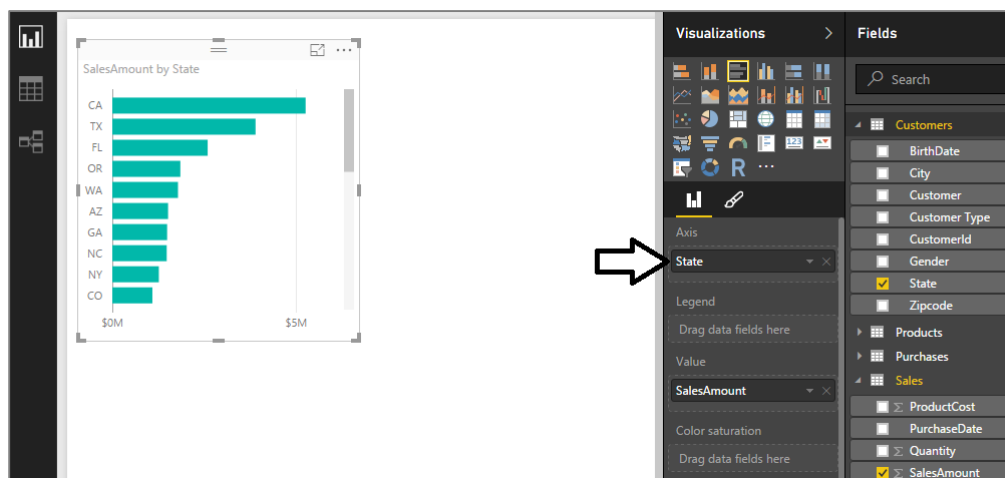 SalesAmount by State
CA
TX
FL
OR
WA
AZ
GA
NC
NY
CO
$0M
$5M
Visualizations
R
123
Axis
State
Legend
Drag data fields here
Value
SalesAmount
Color saturation
Drag data fields here
Fields
Search
Customers
BirthDate
City
Customer
Customer Type
CustomerId
Gender
State
Zipcode
Products
Purchases
Sales
Σ ProductCost
PurchaseDate
Σ Quantity
Σ SalesAmount